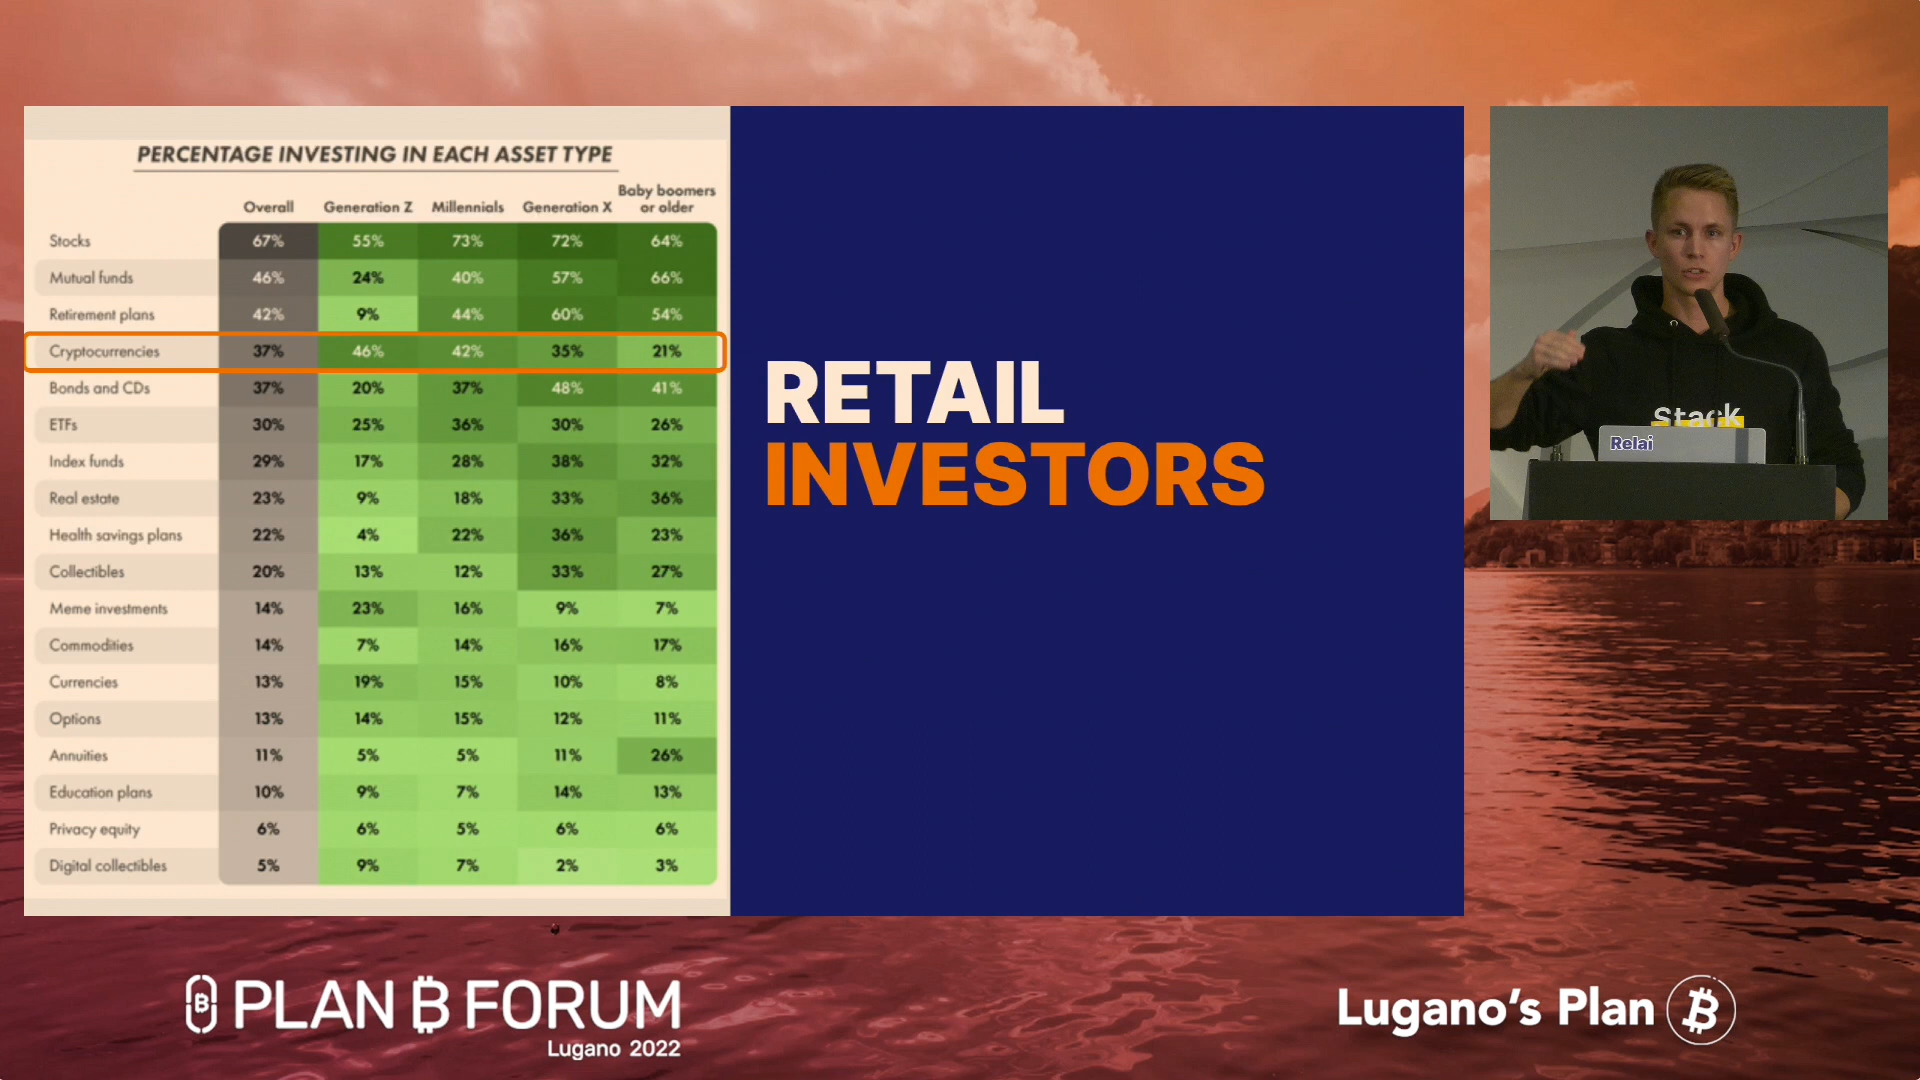 PERCENTAGE INVESTING IN EACH ASSET TYPE
Overall Generation Z Millennials Generation X Baby boomers or older
Stocks 67% 55% 73% 72% 64%
Mutual funds 46% 24% 40% 57% 66%
Retirement plans 42% 9% 44% 60% 54%
Cryptocurrencies 37% 46% 42% 35% 21%
Bonds and CDs 37% 20% 37% 48% 41%
ETFs 30% 25% 36% 30% 26%
Index funds 29% 17% 28% 38% 32%
Real estate 23% 9% 18% 33% 36%
Health savings plans 22% 4% 22% 36% 23%
Collectibles 20% 13% 12% 33% 27%
Meme investments 14% 23% 16% 9% 7%
Commodities 14% 7% 14% 16% 17%
Currencies 13% 19% 15% 10% 8%
Options 13% 14% 15% 12% 11%
Annuities 11% 5% 5% 11% 26%
Education plans 10% 9% 7% 14% 13%
Privacy equity 6% 6% 5% 6% 6%
Digital collectibles 5% 9% 7% 2% 3%
RETAIL
INVESTORS
Stack
Relai
PLAN ₿ FORUM
Lugano 2022
Lugano's Plan ₿